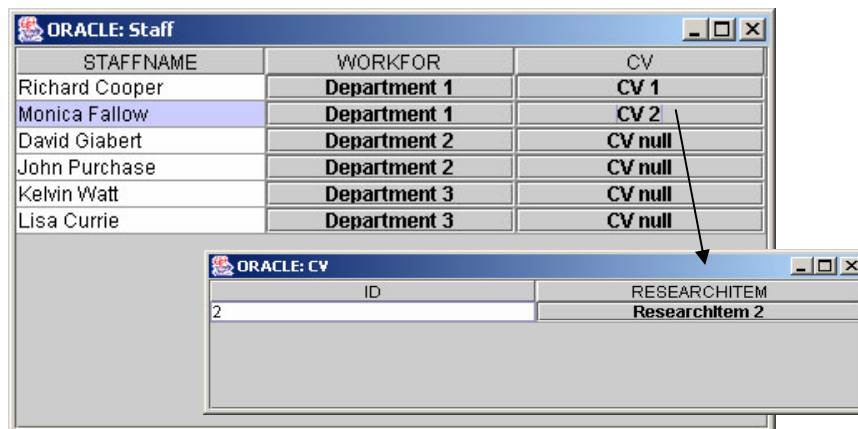 ORACLE: Staff
STAFFNAME WORKFOR CV
Richard Cooper Department 1 CV 1
Monica Fallow Department 1 CV 2
David Giabert Department 2 CV null
John Purchase Department 2 CV null
Kelvin Watt Department 3 CV null
Lisa Currie Department 3 CV null
ORACLE: CV
ID RESEARCHITEM
2 ResearchItem 2